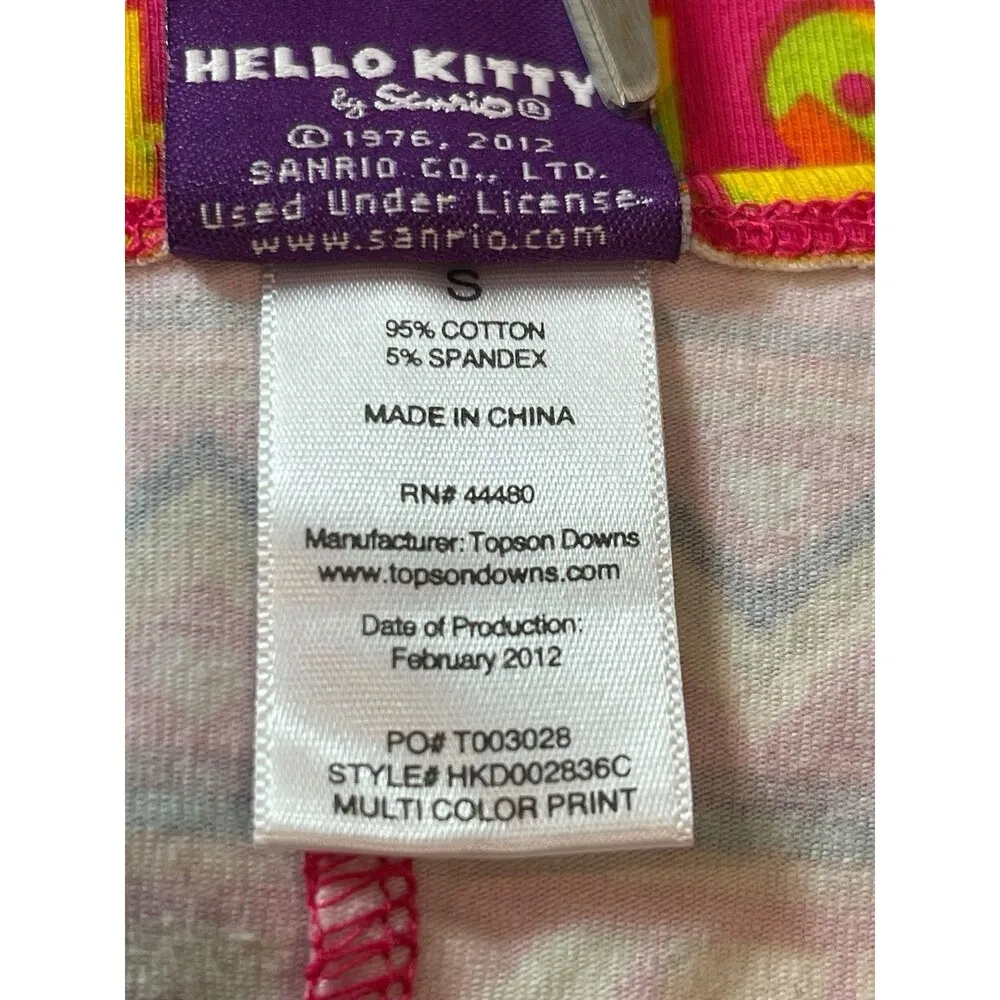 HELLO KITTY
by Sanrio®
© 1976, 2012
SANRIO CO., LTD.
Used Under License.
www.sanrio.com
S
95% COTTON
5% SPANDEX
MADE IN CHINA
RN# 44480
Manufacturer: Topson Downs
www.topsondowns.com
Date of Production:
February 2012
PO# T003028
STYLE# HKD002836C
MULTI COLOR PRINT